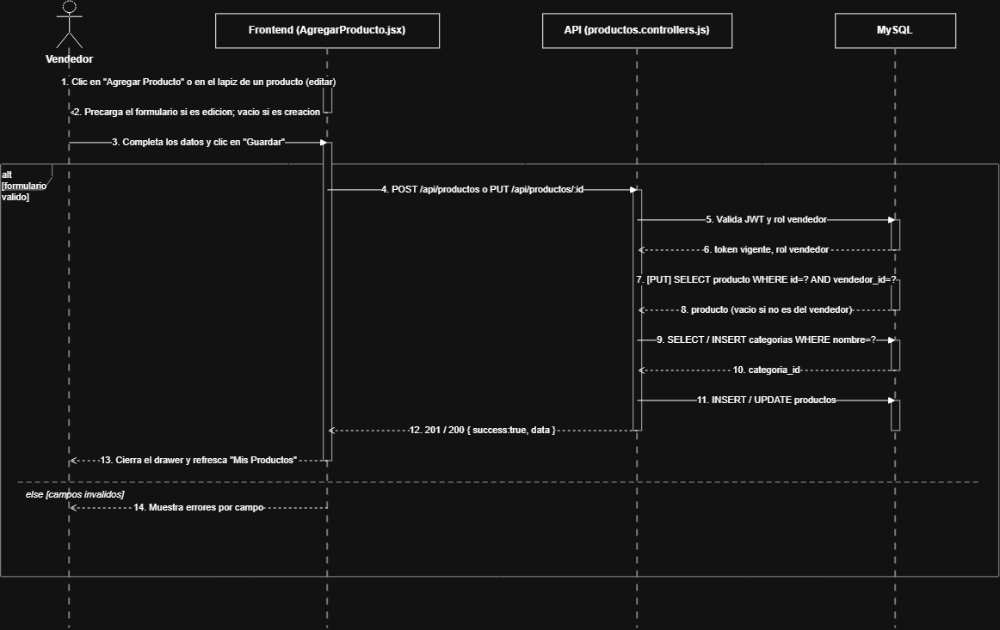 Frontend (AgregarProducto.jsx)
API (productos.controllers.js)
MySQL
Vendedor
1. Clic en "Agregar Producto" o en el lapiz de un producto (editar)
2. Precarga el formulario si es edicion; vacio si es creacion
3. Completa los datos y clic en "Guardar"
alt
[formulario
valido]
4. POST /api/productos o PUT /api/productos/:id
5. Valida JWT y rol vendedor
6. token vigente, rol vendedor
7. [PUT] SELECT producto WHERE id=? AND vendedor_id=?
8. producto (vacio si no es del vendedor)
9. SELECT / INSERT categorias WHERE nombre=?
10. categoria_id
11. INSERT / UPDATE productos
12. 201 / 200 { success:true, data }
13. Cierra el drawer y refresca "Mis Productos"
else [campos invalidos]
14. Muestra errores por campo